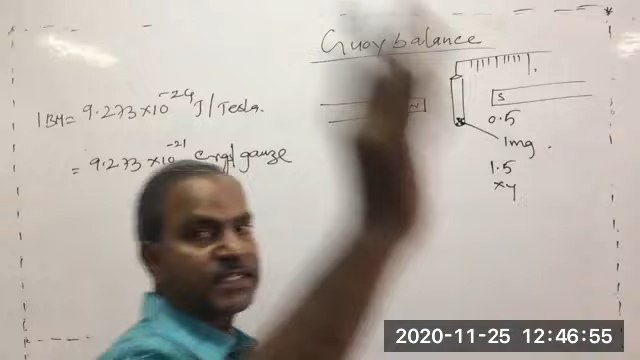 Guoy balance
1BM = 9.273×10⁻²⁴ J/Tesla.
= 9.273×10⁻²¹ ergs/gauze
N
S
0.5
1mg.
1.5
xy
2020-11-25 12:46:55